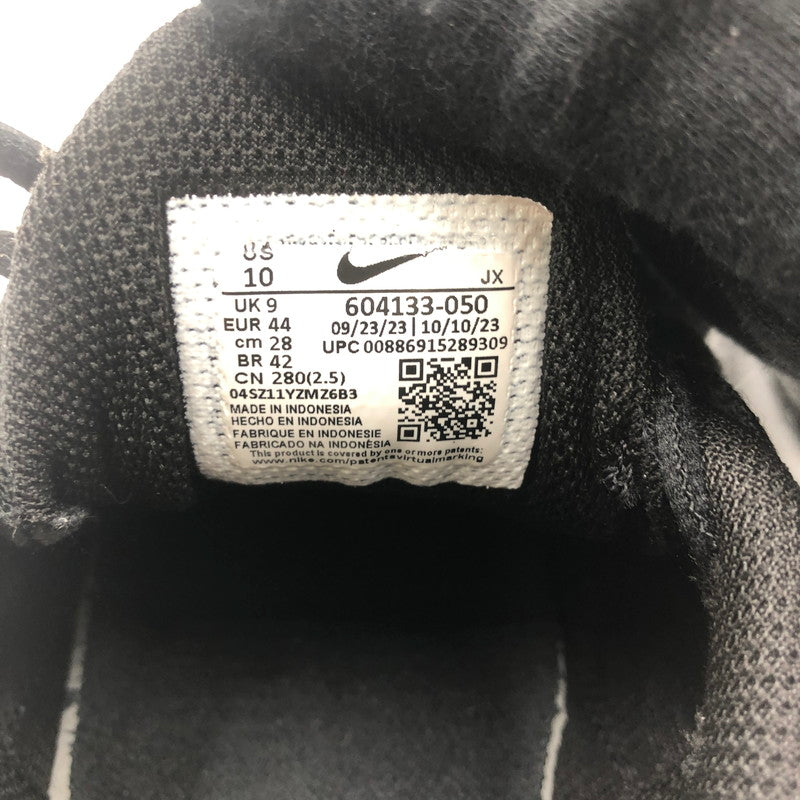 US
10 JX
UK 9 604133-050
EUR 44 09/23/23 | 10/10/23
cm 28 UPC 00886915289309
BR 42
CN 280(2.5)
04SZ11YZMZ6B3
MADE IN INDONESIA
HECHO EN INDONESIA
FABRIQUE EN INDONESIE
FABRICADO NA INDONÉSIA
This product is covered by one or more patents:
www.nike.com/patentsvirtualmarking